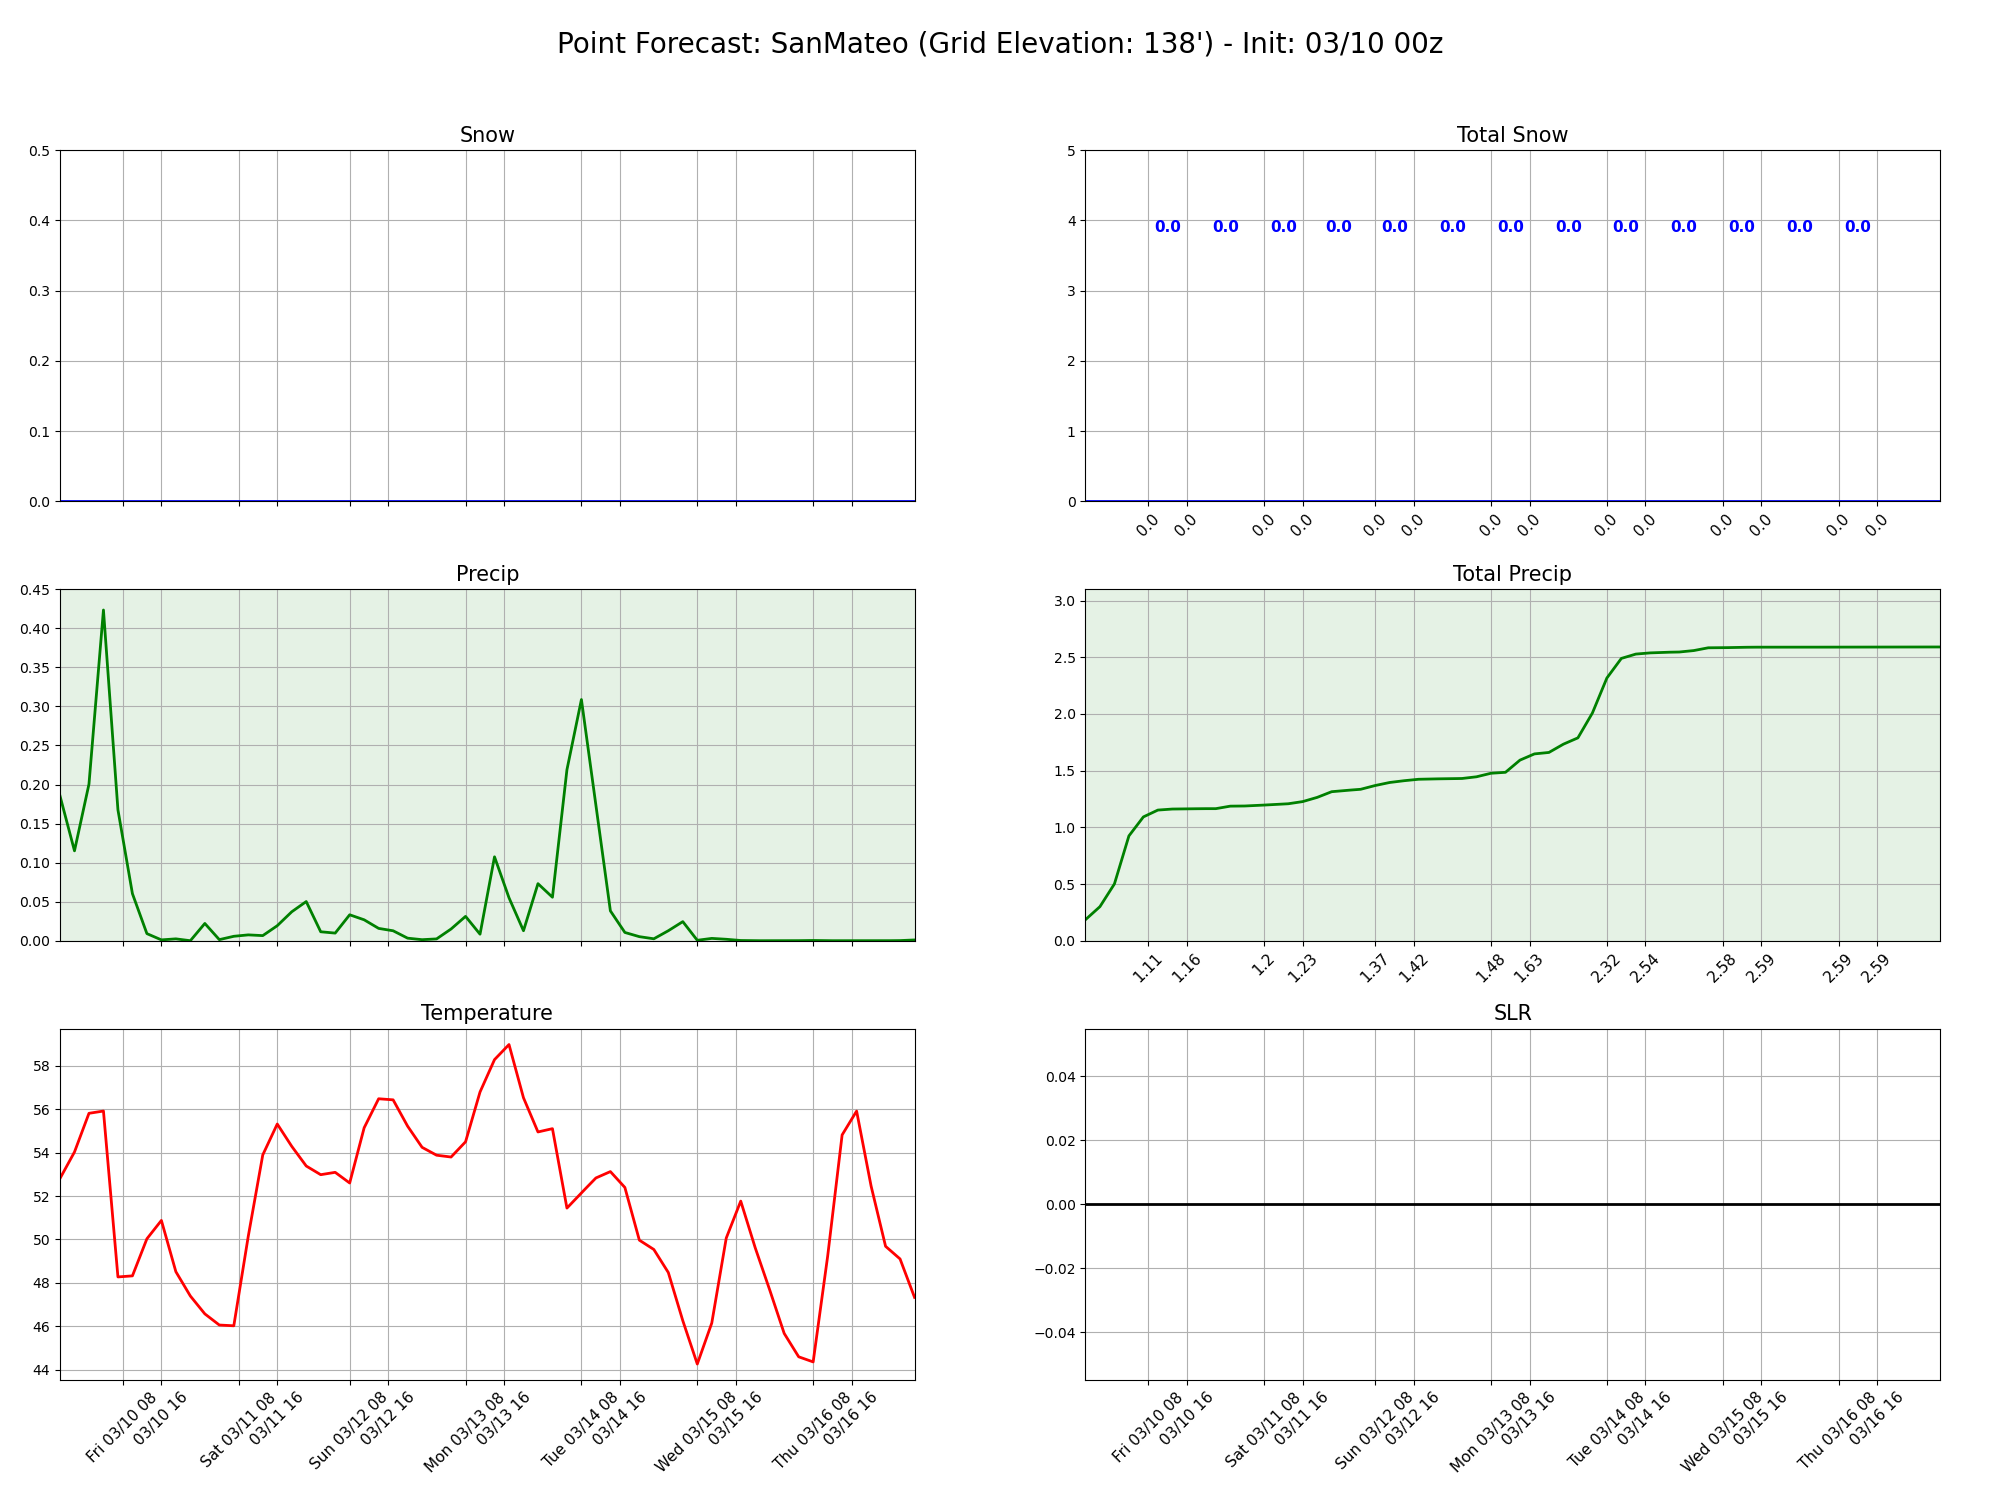 Point Forecast: SanMateo (Grid Elevation: 138') - Init: 03/10 00z
Snow
0.5
0.4
0.3
0.2
0.1
0.0
Total Snow
5
4
3
2
1
0
0.0 0.0 0.0 0.0 0.0 0.0 0.0 0.0 0.0 0.0 0.0 0.0 0.0
0.0 0.0 0.0 0.0 0.0 0.0 0.0 0.0 0.0 0.0 0.0 0.0 0.0 0.0
Precip
0.45
0.40
0.35
0.30
0.25
0.20
0.15
0.10
0.05
0.00
Total Precip
3.0
2.5
2.0
1.5
1.0
0.5
0.0
1.11 1.16 1.2 1.23 1.37 1.42 1.48 1.63 2.32 2.54 2.58 2.59 2.59 2.59
Temperature
58
56
54
52
50
48
46
44
Fri 03/10 08
03/10 16
Sat 03/11 08
03/11 16
Sun 03/12 08
03/12 16
Mon 03/13 08
03/13 16
Tue 03/14 08
03/14 16
Wed 03/15 08
03/15 16
Thu 03/16 08
03/16 16
SLR
0.04
0.02
0.00
−0.02
−0.04
Fri 03/10 08
03/10 16
Sat 03/11 08
03/11 16
Sun 03/12 08
03/12 16
Mon 03/13 08
03/13 16
Tue 03/14 08
03/14 16
Wed 03/15 08
03/15 16
Thu 03/16 08
03/16 16